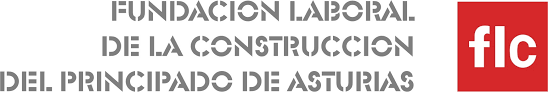 FUNDACION LABORAL
DE LA CONSTRUCCION
DEL PRINCIPADO DE ASTURIAS
flc